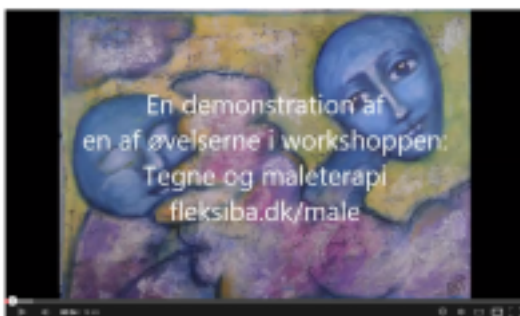 En demonstration af
en af øvelserne i workshoppen:
Tegne og maleterapi
fleksiba.dk/male